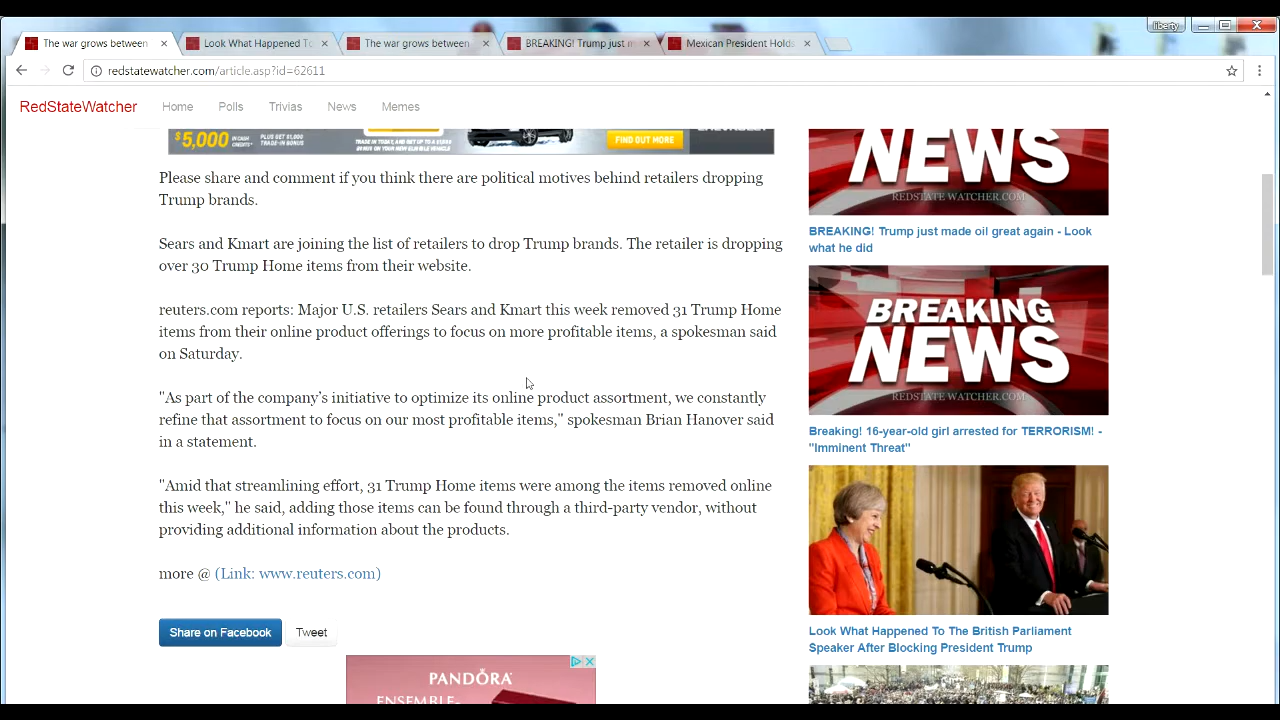 liberty
The war grows between
Look What Happened To
The war grows between
BREAKING! Trump just m
Mexican President Holds
redstatewatcher.com/article.asp?id=62611
RedStateWatcher
Home
Polls
Trivias
News
Memes
$5,000
IN CASH
CREDITS
PLUS GET $1,000
TRADE-IN BONUS
TRADE-IN BONUS
FIND OUT MORE
CHEVROLET
Please share and comment if you think there are political motives behind retailers dropping
Trump brands.
Sears and Kmart are joining the list of retailers to drop Trump brands. The retailer is dropping
over 30 Trump Home items from their website.
reuters.com reports: Major U.S. retailers Sears and Kmart this week removed 31 Trump Home
items from their online product offerings to focus on more profitable items, a spokesman said
on Saturday.
"As part of the company's initiative to optimize its online product assortment, we constantly
refine that assortment to focus on our most profitable items," spokesman Brian Hanover said
in a statement.
"Amid that streamlining effort, 31 Trump Home items were among the items removed online
this week," he said, adding those items can be found through a third-party vendor, without
providing additional information about the products.
more @ (Link: www.reuters.com)
Share on Facebook
Tweet
PANDÖRA
ENSEMBLE
NEWS
REDSTATE WATCHER.COM
BREAKING! Trump just made oil great again - Look
what he did
BREAKING
NEWS
REDSTATE WATCHER.COM
Breaking! 16-year-old girl arrested for TERRORISM! -
"Imminent Threat"
Look What Happened To The British Parliament
Speaker After Blocking President Trump